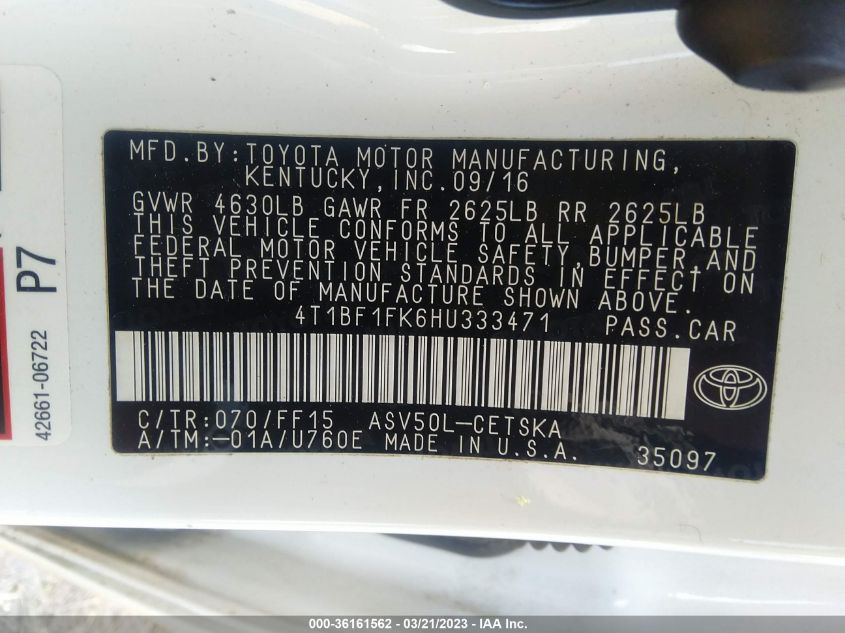 MFD.BY:TOYOTA MOTOR MANUFACTURING,
KENTUCKY,INC.09/16
GVWR 4630LB GAWR FR 2625LB RR 2625LB
THIS VEHICLE CONFORMS TO ALL APPLICABLE
FEDERAL MOTOR VEHICLE SAFETY,BUMPER,AND
THEFT PREVENTION STANDARDS IN EFFECT ON
THE DATE OF MANUFACTURE SHOWN ABOVE.
4T1BF1FK6HU333471 PASS.CAR
C/TR:070/FF15 ASV50L-CETSKA
A/TM:-01A/U760E MADE IN U.S.A. 35097
P7
42661-06722
000-36161562 - 03/21/2023 - IAA Inc.